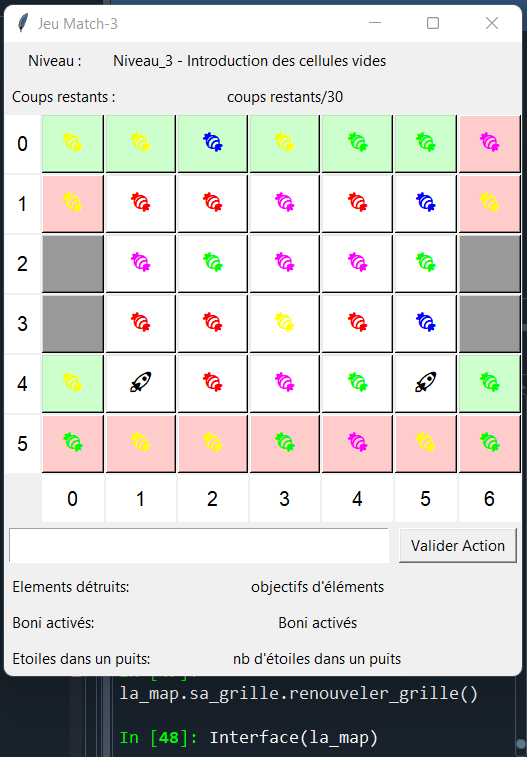 Jeu Match-3
Niveau : Niveau_3 - Introduction des cellules vides
Coups restants : coups restants/30
0
1
2
3
4
5
0 1 2 3 4 5 6
Valider Action
Elements détruits: objectifs d'éléments
Boni activés: Boni activés
Etoiles dans un puits: nb d'étoiles dans un puits
la_map.sa_grille.renouveler_grille()
In [48]: Interface(la_map)